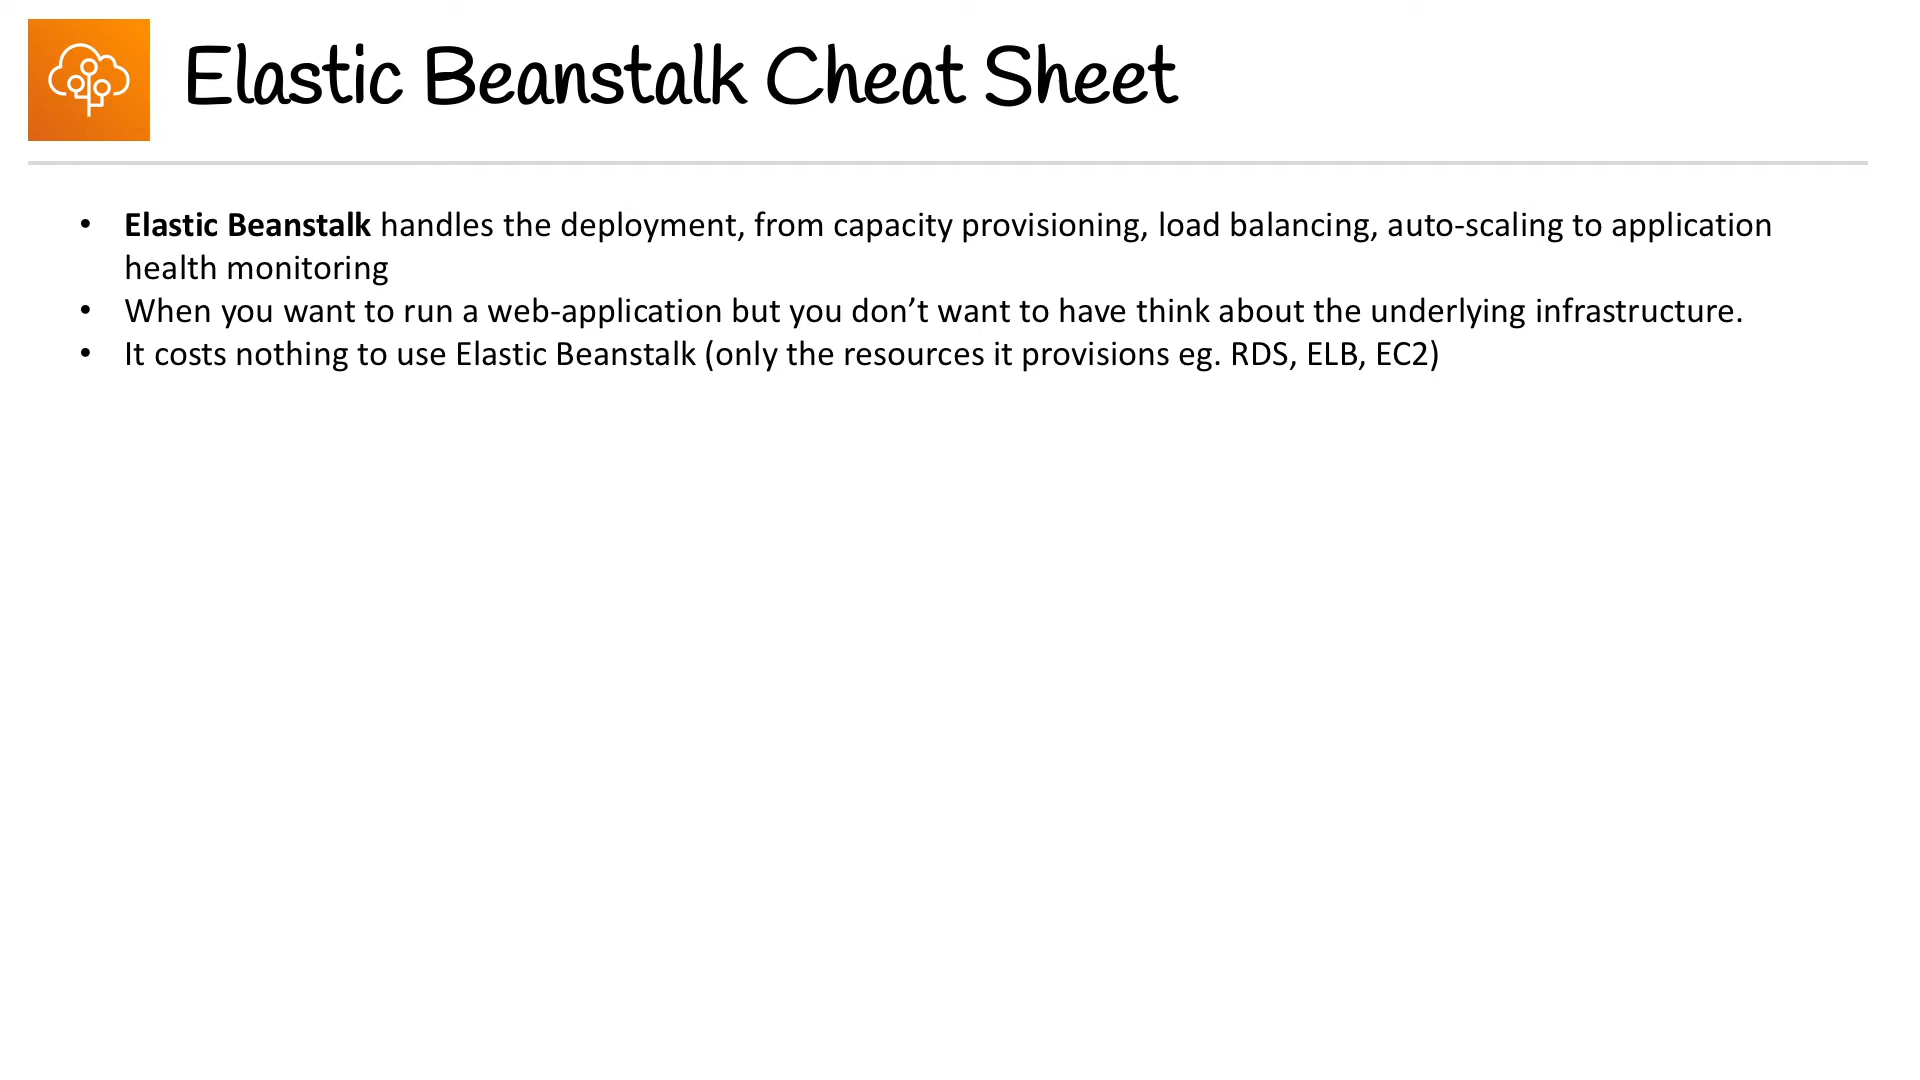 Elastic Beanstalk Cheat Sheet
• Elastic Beanstalk handles the deployment, from capacity provisioning, load balancing, auto-scaling to application
health monitoring
• When you want to run a web-application but you don’t want to have think about the underlying infrastructure.
• It costs nothing to use Elastic Beanstalk (only the resources it provisions eg. RDS, ELB, EC2)